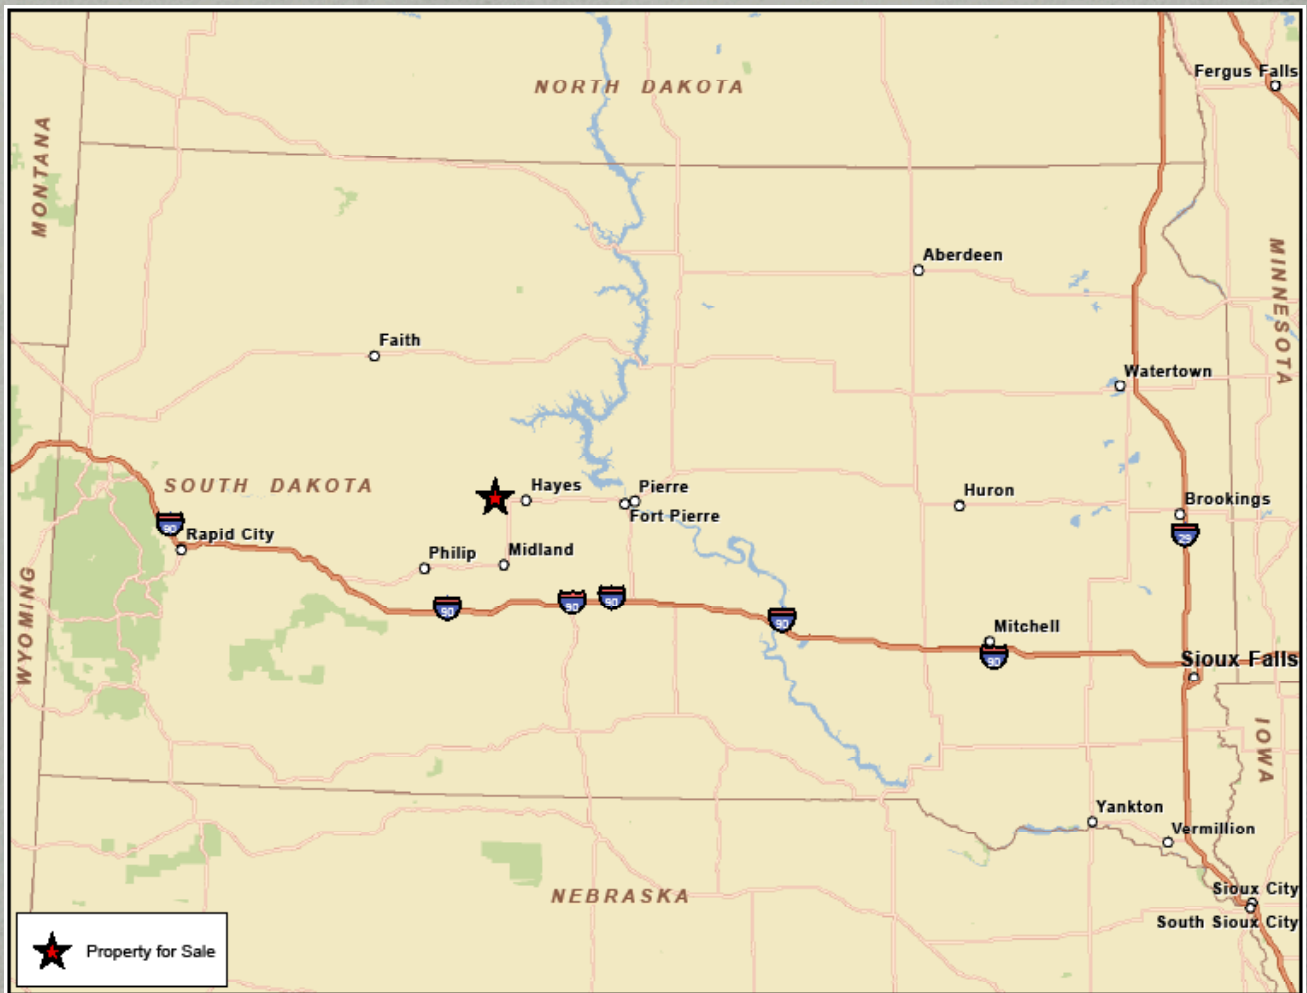 NORTH DAKOTA
Fergus Falls
MONTANA
Aberdeen
MINNESOTA
Faith
Watertown
SOUTH DAKOTA
Hayes
Pierre
Fort Pierre
Huron
Brookings
90
Rapid City
29
Philip
Midland
WYOMING
90
90
90
90
Mitchell
90
Sioux Falls
IOWA
Yankton
Vermillion
NEBRASKA
Sioux City
South Sioux City
Property for Sale